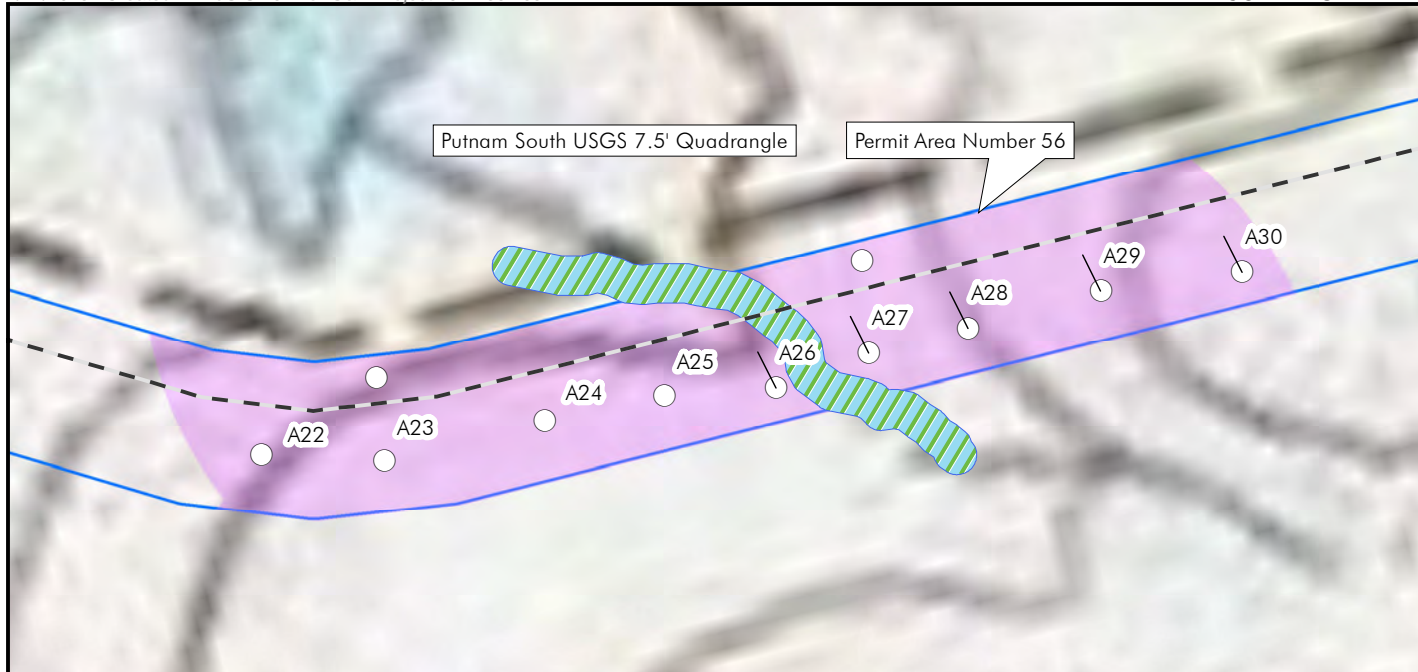 Putnam South USGS 7.5' Quadrangle
Permit Area Number 56
A30
A29
A28
A27
A26
A25
A24
A23
A22